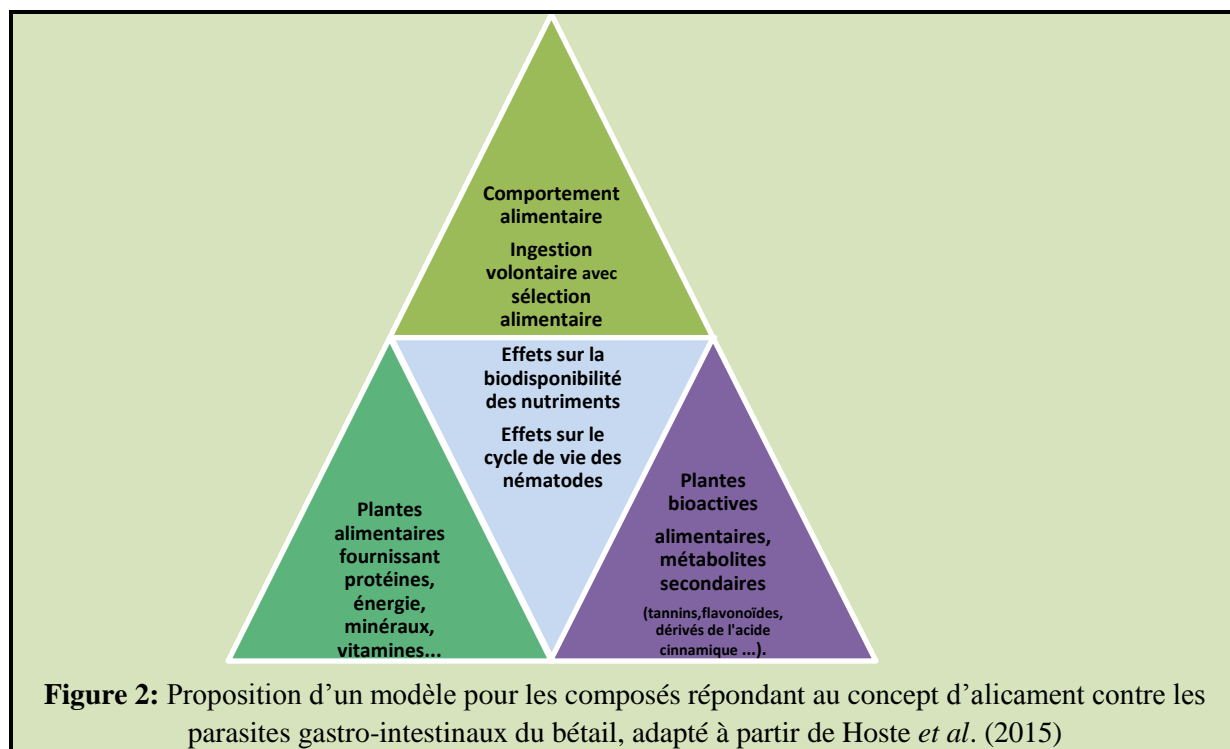 Comportement
alimentaire
Ingestion
volontaire avec
sélection
alimentaire
Effets sur la
biodisponibilité
des nutriments
Effets sur le
cycle de vie des
nématodes
Plantes
alimentaires
fournissant
protéines,
énergie,
minéraux,
vitamines...
Plantes
bioactives
alimentaires,
métabolites
secondaires
(tannins,flavonoïdes,
dérivés de l'acide
cinnamique ...).
Figure 2: Proposition d’un modèle pour les composés répondant au concept d’alicament contre les
parasites gastro-intestinaux du bétail, adapté à partir de Hoste et al. (2015)